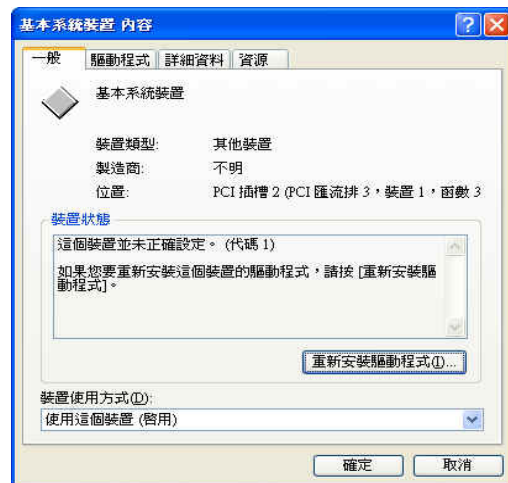 基本系統裝置 內容
一般 驅動程式 詳細資料 資源
基本系統裝置
裝置類型: 其他裝置
製造商: 不明
位置: PCI 插槽 2 (PCI 匯流排 3，裝置 1，函數 3
裝置狀態
這個裝置並未正確設定。 (代碼 1)
如果您要重新安裝這個裝置的驅動程式，請按 [重新安裝驅
動程式]。
重新安裝驅動程式(I)...
裝置使用方式(D):
使用這個裝置 (啓用)
確定 取消